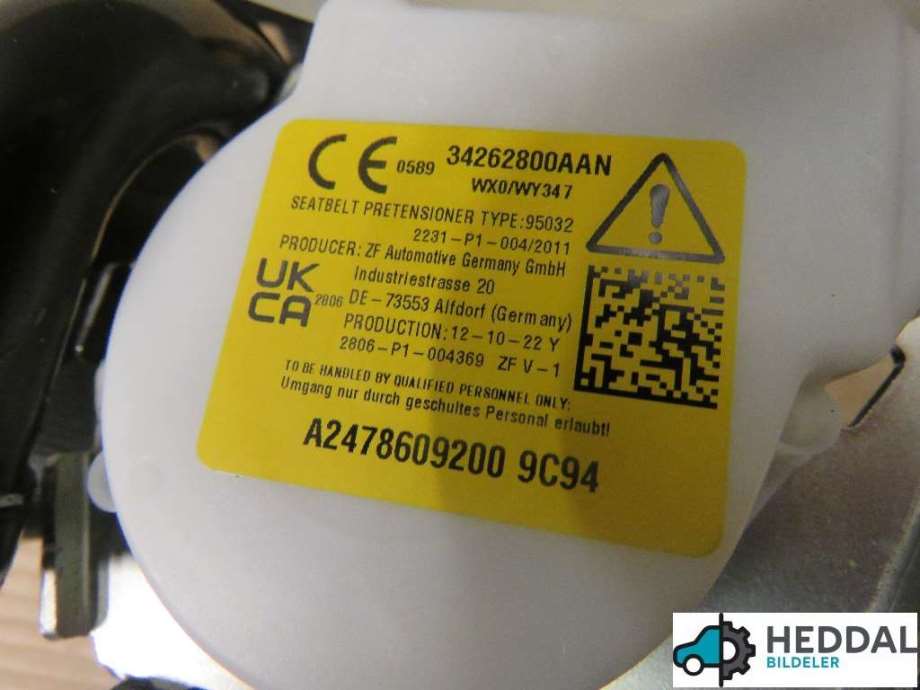 CE 0589 34262800AAN
WX0/WY347
SEATBELT PRETENSIONER TYPE:95032
2231-P1-004/2011
PRODUCER: ZF Automotive Germany GmbH
Industriestrasse 20
UK
CA 2806 DE-73553 Alfdorf (Germany)
PRODUCTION:12-10-22 Y
2806-P1-004369 ZF V-1
TO BE HANDLED BY QUALIFIED PERSONNEL ONLY:
Umgang nur durch geschultes Personal erlaubt!
A2478609200 9C94
HEDDAL
BILDELER